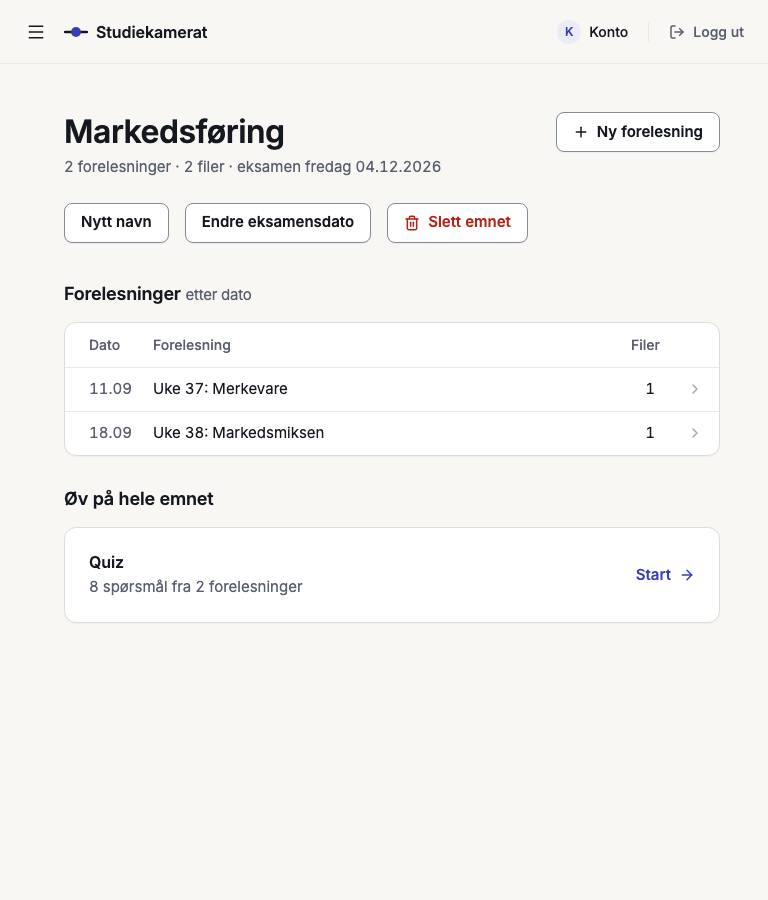 Studiekamerat
K Konto
Logg ut
Markedsføring
Ny forelesning
2 forelesninger · 2 filer · eksamen fredag 04.12.2026
Nytt navn
Endre eksamensdato
Slett emnet
Forelesninger etter dato
Dato Forelesning Filer
11.09 Uke 37: Merkevare 1
18.09 Uke 38: Markedsmiksen 1
Øv på hele emnet
Quiz
8 spørsmål fra 2 forelesninger
Start